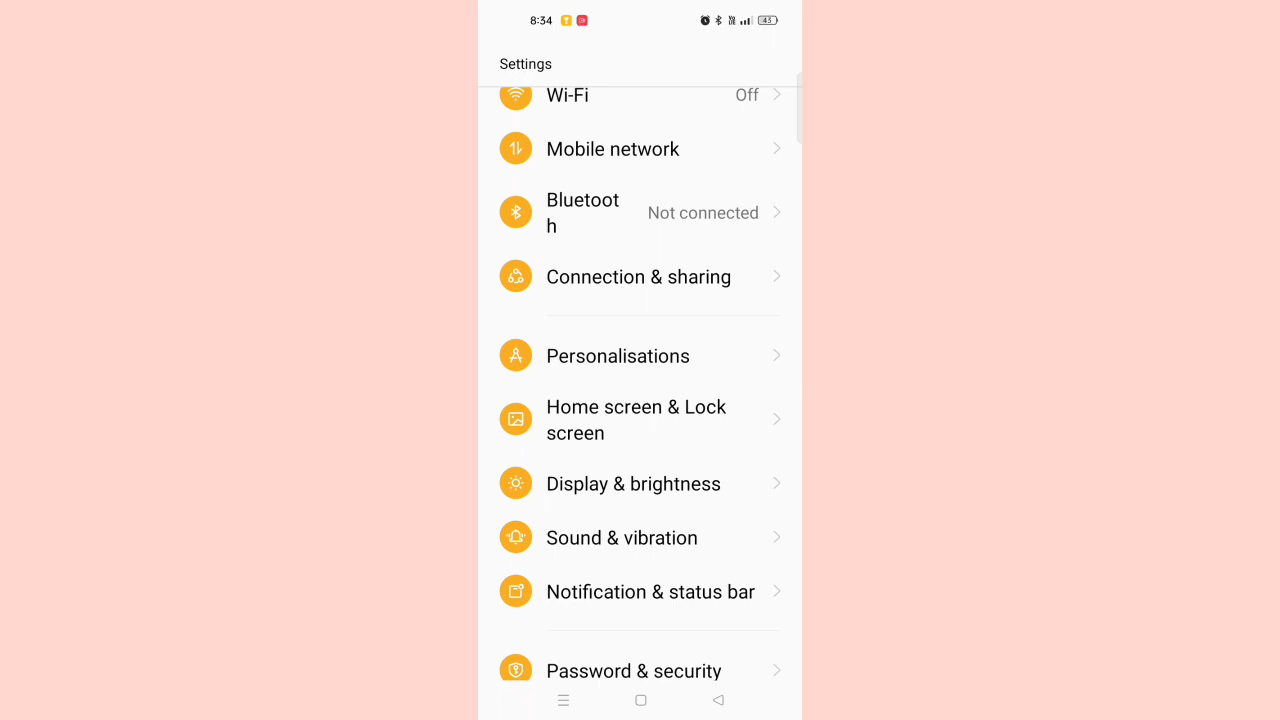 8:34
43
Settings
Wi-Fi Off
Mobile network
Bluetoot
h
Not connected
Connection & sharing
Personalisations
Home screen & Lock
screen
Display & brightness
Sound & vibration
Notification & status bar
Password & security